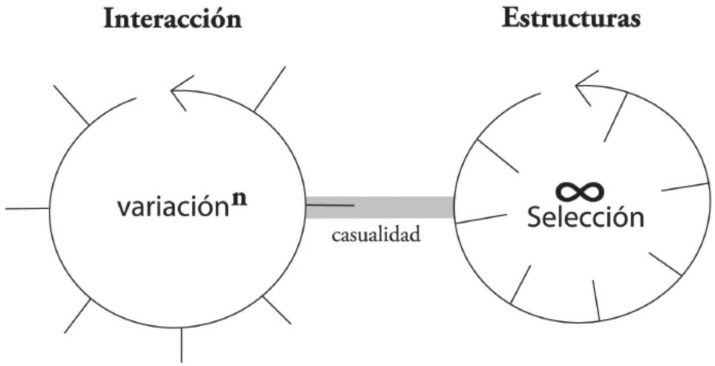 Interacción
Estructuras
variaciónⁿ
casualidad
∞
Selección